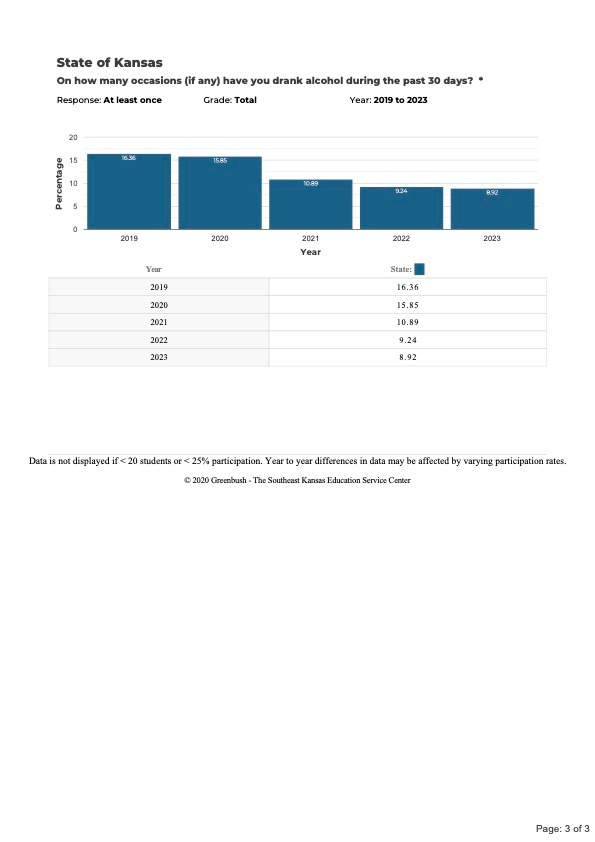 State of Kansas
On how many occasions (if any) have you drank alcohol during the past 30 days? *
Response: At least once Grade: Total Year: 2019 to 2023
20
15
10
5
0
Percentage
16.36 15.85 10.89 9.24 8.92
2019 2020 2021 2022 2023
Year
Year State:
2019 16.36
2020 15.85
2021 10.89
2022 9.24
2023 8.92
Data is not displayed if < 20 students or < 25% participation. Year to year differences in data may be affected by varying participation rates.
© 2020 Greenbush - The Southeast Kansas Education Service Center
Page: 3 of 3